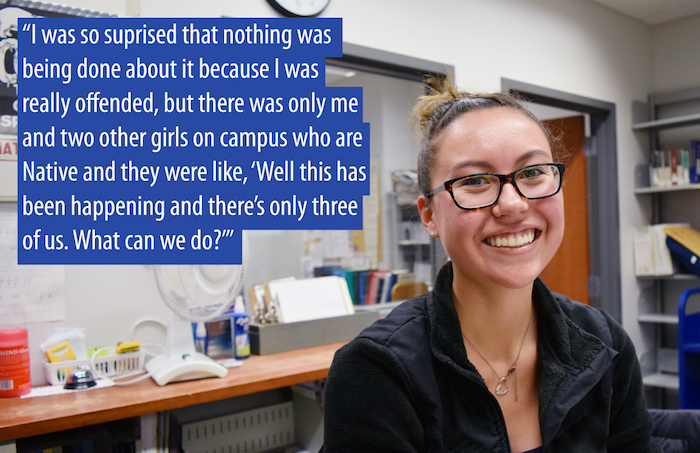 “I was so suprised that nothing was
being done about it because I was
really offended, but there was only me
and two other girls on campus who are
Native and they were like, ‘Well this has
been happening and there’s only three
of us. What can we do?’”